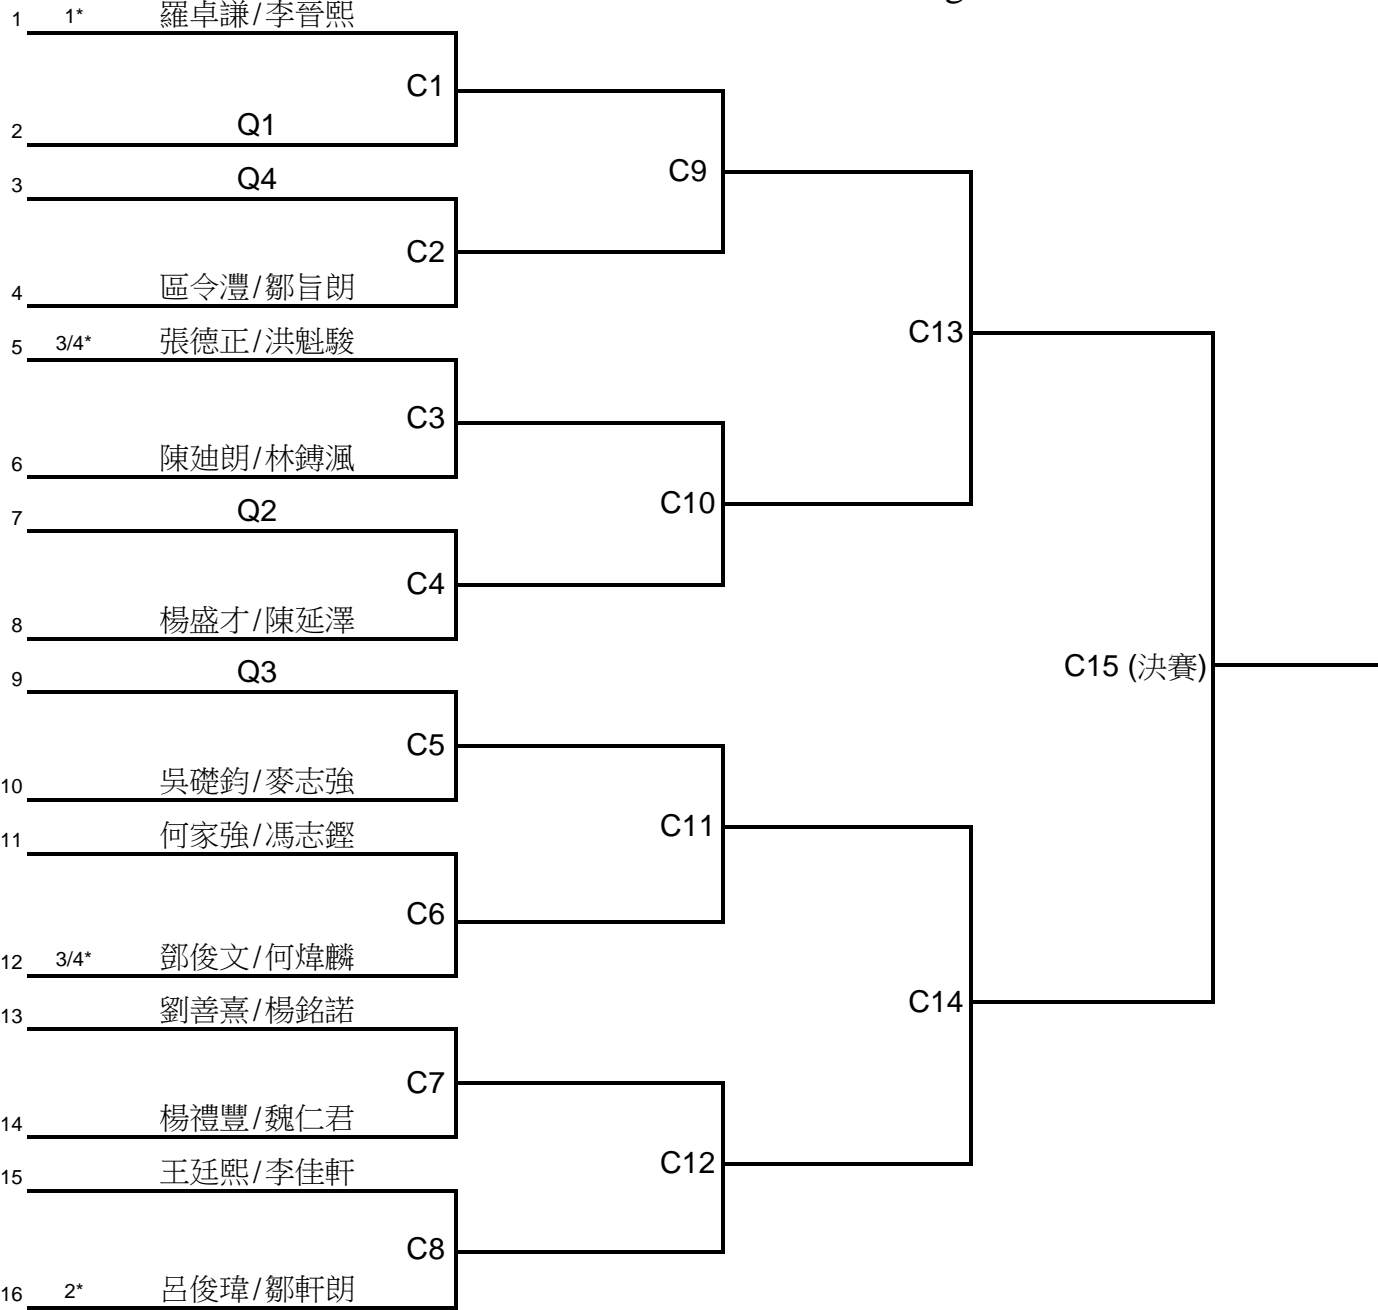 1 1* 羅卓謙/李晉熙
C1
2 Q1
C9
3 Q4
C2
4 區令灃/鄒旨朗
C13
5 3/4* 張德正/洪魁駿
C3
6 陳廸朗/林鎛渢
C10
7 Q2
C4
8 楊盛才/陳延澤
C15 (決賽)
9 Q3
C5
10 吳礎鈞/麥志強
C11
11 何家強/馮志鏗
C6
12 3/4* 鄧俊文/何煒麟
C14
13 劉善熹/楊銘諾
C7
14 楊禮豐/魏仁君
C12
15 王廷熙/李佳軒
C8
16 2* 呂俊瑋/鄒軒朗